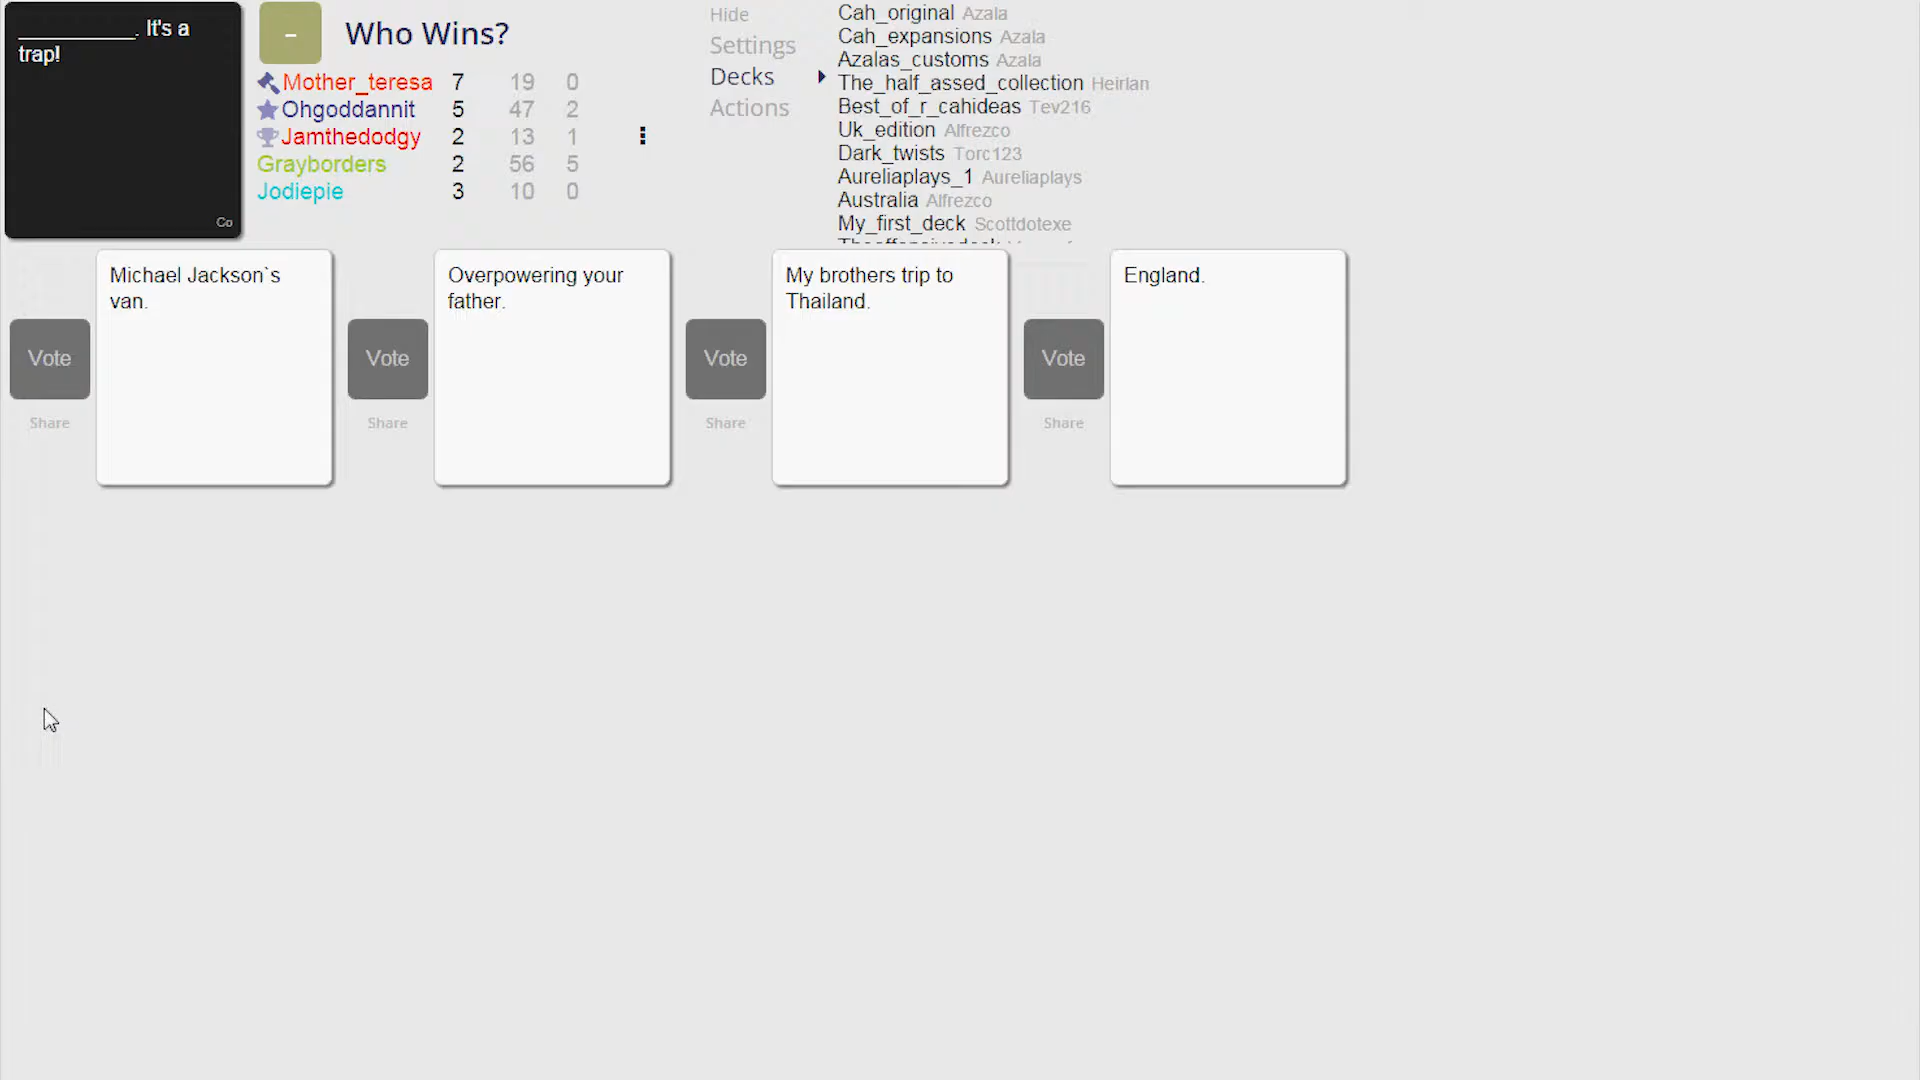 __________. It's a
trap!
Co
-
Who Wins?
Mother_teresa 7 19 0
Ohgoddannit 5 47 2
Jamthedodgy 2 13 1
Grayborders 2 56 5
Jodiepie 3 10 0
Hide
Settings
Decks
Actions
Cah_original Azala
Cah_expansions Azala
Azalas_customs Azala
The_half_assed_collection Heirlan
Best_of_r_cahideas Tev216
Uk_edition Alfrezco
Dark_twists Torc123
Aureliaplays_1 Aureliaplays
Australia Alfrezco
My_first_deck Scottdotexe
Vote
Share
Michael Jackson`s
van.
Vote
Share
Overpowering your
father.
Vote
Share
My brothers trip to
Thailand.
Vote
Share
England.